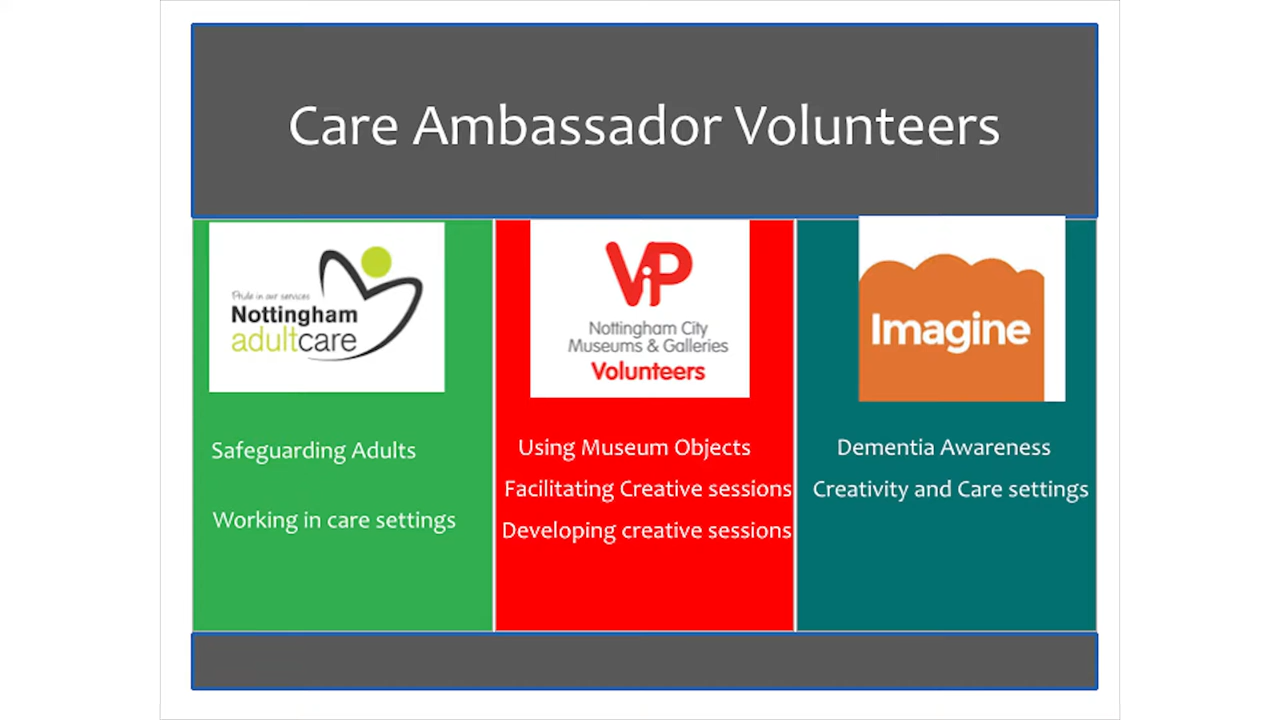 Care Ambassador Volunteers
Pride in our services
Nottingham
adultcare
Safeguarding Adults
Working in care settings
ViP
Nottingham City
Museums & Galleries
Volunteers
Using Museum Objects
Facilitating Creative sessions
Developing creative sessions
Imagine
Dementia Awareness
Creativity and Care settings